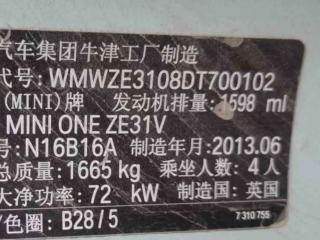 汽车集团牛津工厂制造
代号: WMWZE3108DT700102
(MINI)牌 发动机排量: 1598 ml
MINI ONE ZE31V
号: N16B16A 制造年月: 2013.06
总质量: 1665 kg 乘坐人数: 4 人
大净功率: 72 kW 制造国: 英国
/色圈: B28/5 7 310 755